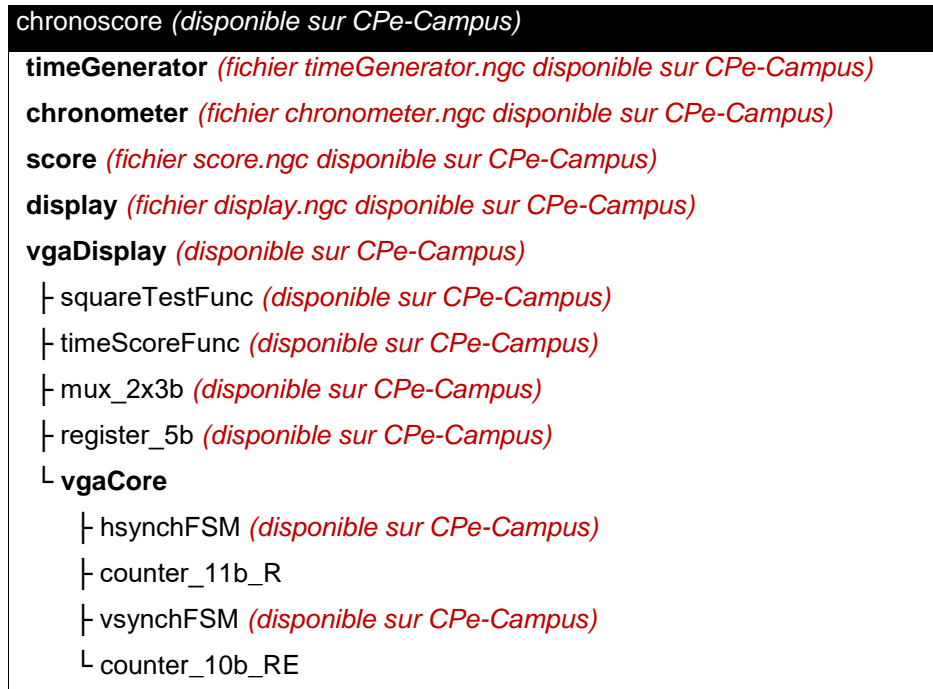 chronoscore (disponible sur CPe-Campus)
timeGenerator (fichier timeGenerator.ngc disponible sur CPe-Campus)
chronometer (fichier chronometer.ngc disponible sur CPe-Campus)
score (fichier score.ngc disponible sur CPe-Campus)
display (fichier display.ngc disponible sur CPe-Campus)
vgaDisplay (disponible sur CPe-Campus)
├ squareTestFunc (disponible sur CPe-Campus)
├ timeScoreFunc (disponible sur CPe-Campus)
├ mux_2x3b (disponible sur CPe-Campus)
├ register_5b (disponible sur CPe-Campus)
└ vgaCore
├ hsynchFSM (disponible sur CPe-Campus)
├ counter_11b_R
├ vsynchFSM (disponible sur CPe-Campus)
└ counter_10b_RE